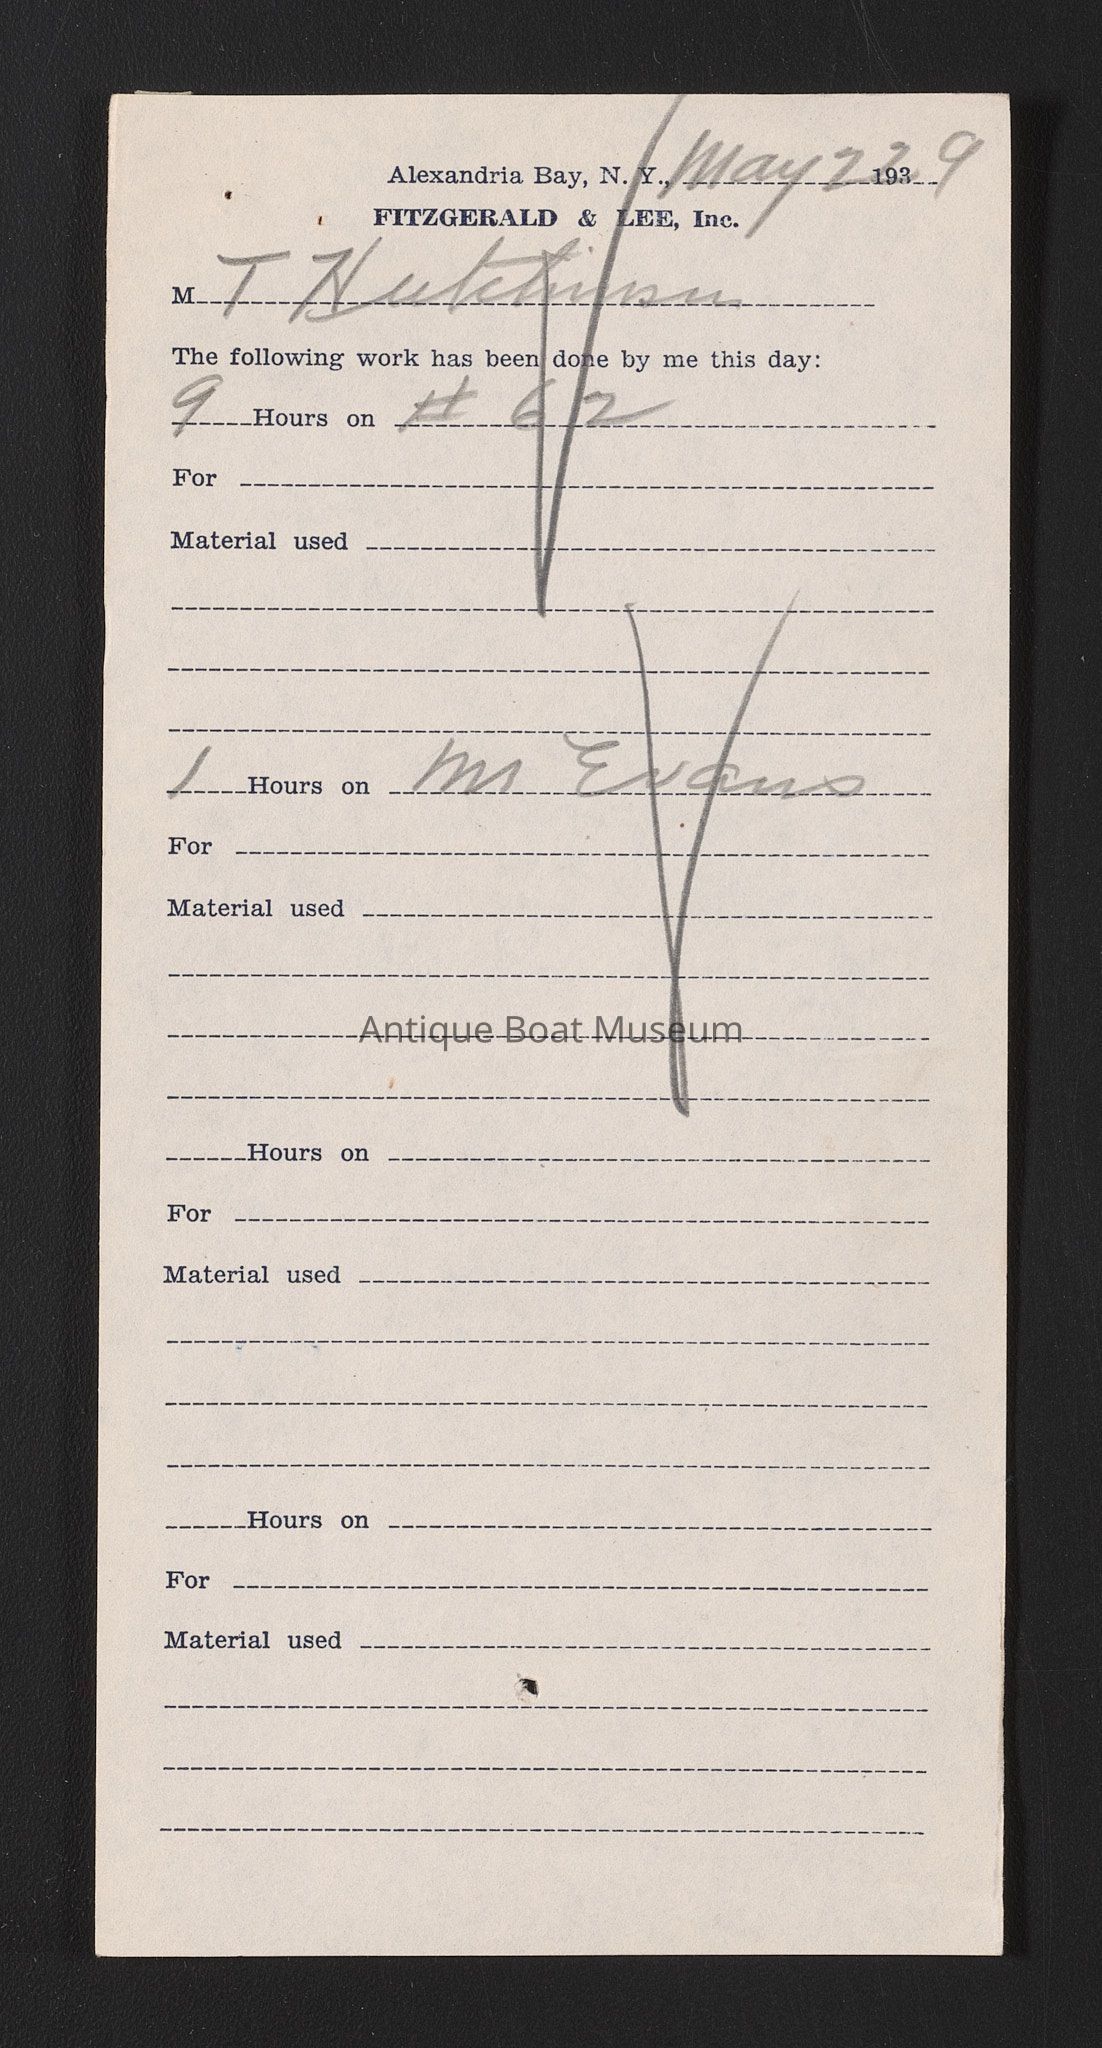 Alexandria Bay, N. Y., May 22 1939
FITZGERALD & LEE, Inc.
M T Hutchinson
The following work has been done by me this day:
9 Hours on # 62
For
Material used
1 Hours on Mr Evans
For
Material used
Antique Boat Museum
Hours on
For
Material used
Hours on
For
Material used